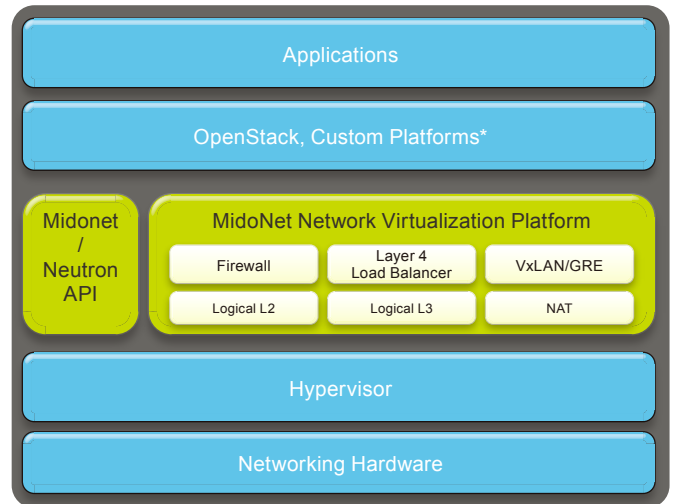 Applications
OpenStack, Custom Platforms*
Midonet
/
Neutron
API
MidoNet Network Virtualization Platform
Firewall
Layer 4
Load Balancer
VxLAN/GRE
Logical L2
Logical L3
NAT
Hypervisor
Networking Hardware